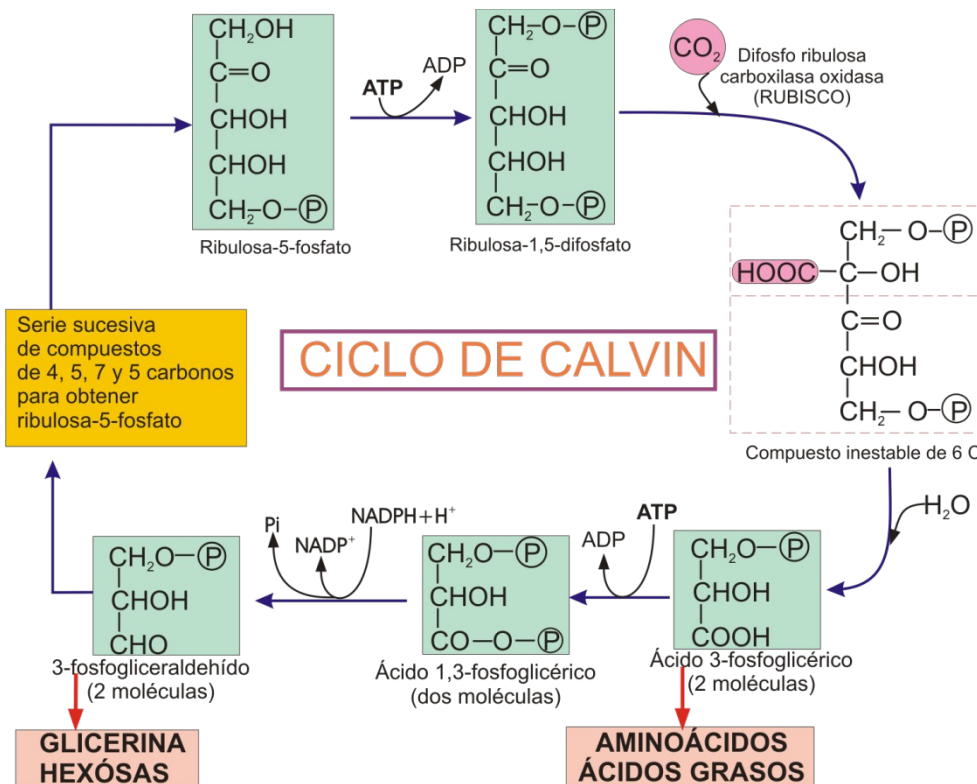 CH₂OH
C=O
CHOH
CHOH
CH₂-O-Ⓟ
Ribulosa-5-fosfato
ATP
ADP
CH₂-O-Ⓟ
C=O
CHOH
CHOH
CH₂-O-Ⓟ
Ribulosa-1,5-difosfato
CO₂
Difosfo ribulosa
carboxilasa oxidasa
(RUBISCO)
CH₂- O-Ⓟ
HOOC-C-OH
C=O
CHOH
CH₂-O-Ⓟ
Compuesto inestable de 6 C
Serie sucesiva
de compuestos
de 4, 5, 7 y 5 carbonos
para obtener
ribulosa-5-fosfato
CICLO DE CALVIN
H₂O
CH₂O-Ⓟ
CHOH
COOH
Ácido 3-fosfoglicérico
(2 moléculas)
ATP
ADP
CH₂O-Ⓟ
CHOH
CO-O-Ⓟ
Ácido 1,3-fosfoglicérico
(dos moléculas)
NADPH+H⁺
NADP⁺
Pi
CH₂O-Ⓟ
CHOH
CHO
3-fosfogliceraldehído
(2 moléculas)
GLICERINA
HEXÓSAS
AMINOÁCIDOS
ÁCIDOS GRASOS